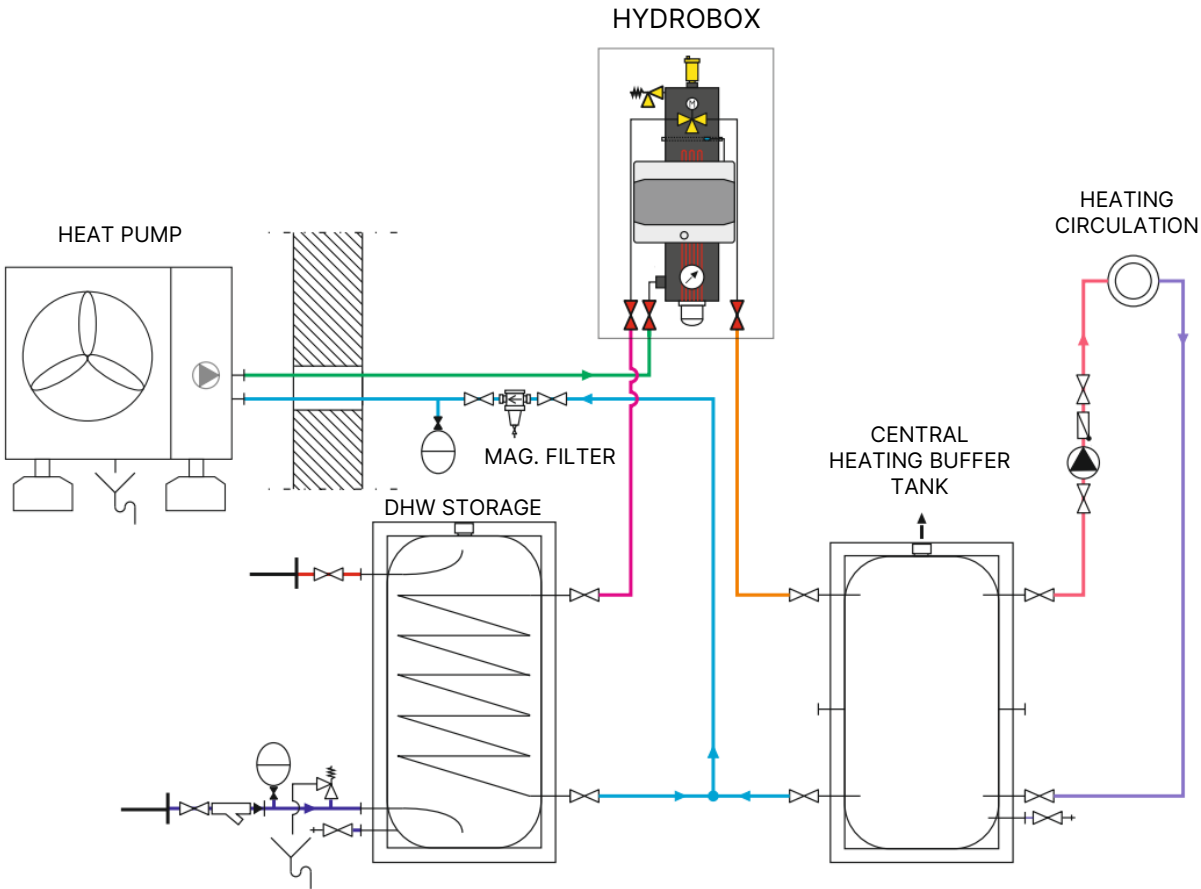 HYDROBOX
M
HEAT PUMP
HEATING
CIRCULATION
MAG. FILTER
CENTRAL
HEATING BUFFER
TANK
DHW STORAGE